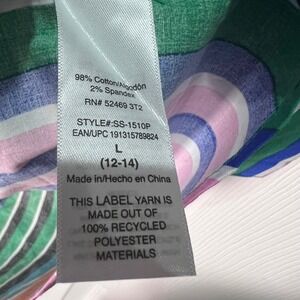 98% Cotton/Algodón
2% Spandex
RN# 52469 3T2
STYLE#:SS-1510P
EAN/UPC 191315789824
L
(12-14)
Made in/Hecho en China
THIS LABEL YARN IS
MADE OUT OF
100% RECYCLED
POLYESTER
MATERIALS